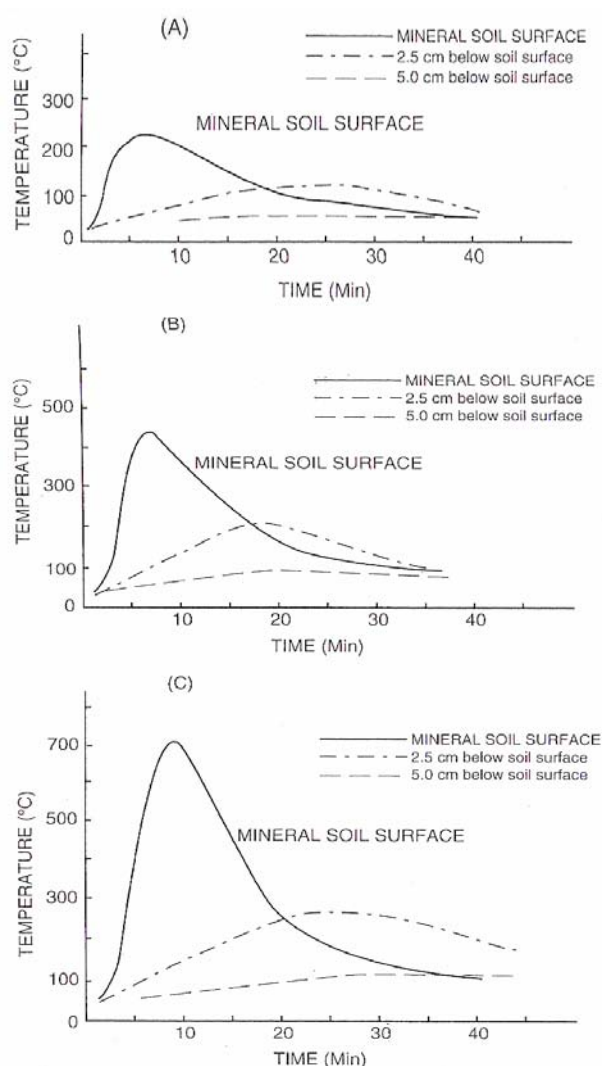 (A)
MINERAL SOIL SURFACE
2.5 cm below soil surface
5.0 cm below soil surface
MINERAL SOIL SURFACE
TEMPERATURE (°C)
300
200
100
0
10 20 30 40
TIME (Min)
(B)
MINERAL SOIL SURFACE
2.5 cm below soil surface
5.0 cm below soil surface
MINERAL SOIL SURFACE
TEMPERATURE (°C)
500
300
100
0
10 20 30 40
TIME (Min)
(C)
MINERAL SOIL SURFACE
2.5 cm below soil surface
5.0 cm below soil surface
MINERAL SOIL SURFACE
TEMPERATURE (°C)
700
500
300
100
0
10 20 30 40
TIME (Min)